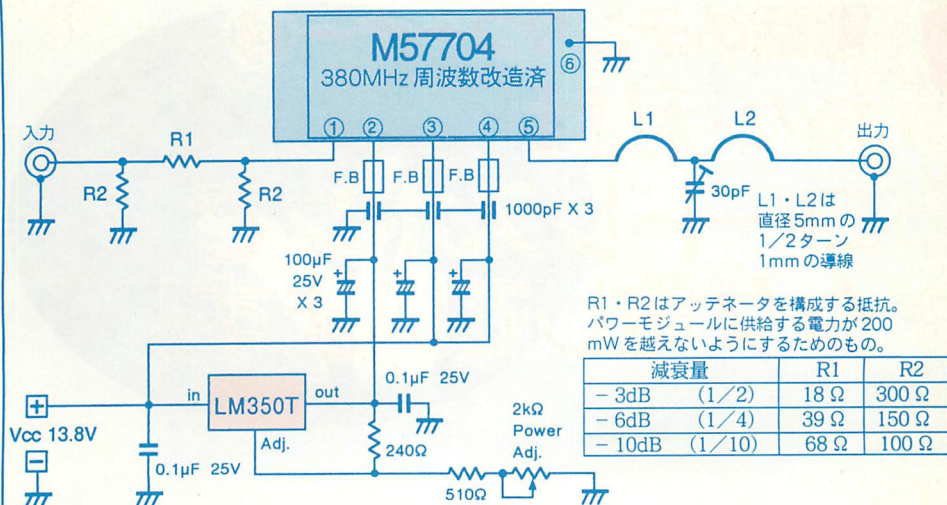 M57704
380MHz 周波数改造済
⑥
① ② ③ ④ ⑤
入力
R1
R2
R2
F.B
F.B
F.B
1000pF X 3
100μF
25V
X 3
L1
L2
出力
30pF
L1・L2は
直径5mmの
1/2ターン
1mmの導線
R1・R2はアッテネータを構成する抵抗。
パワーモジュールに供給する電力が200
mWを越えないようにするためのもの。
減衰量 R1 R2
－3dB (1/2) 18Ω 300Ω
－6dB (1/4) 39Ω 150Ω
－10dB (1/10) 68Ω 100Ω
+
Vcc 13.8V
−
in
LM350T
out
Adj.
0.1μF 25V
0.1μF 25V
240Ω
510Ω
2kΩ
Power
Adj.